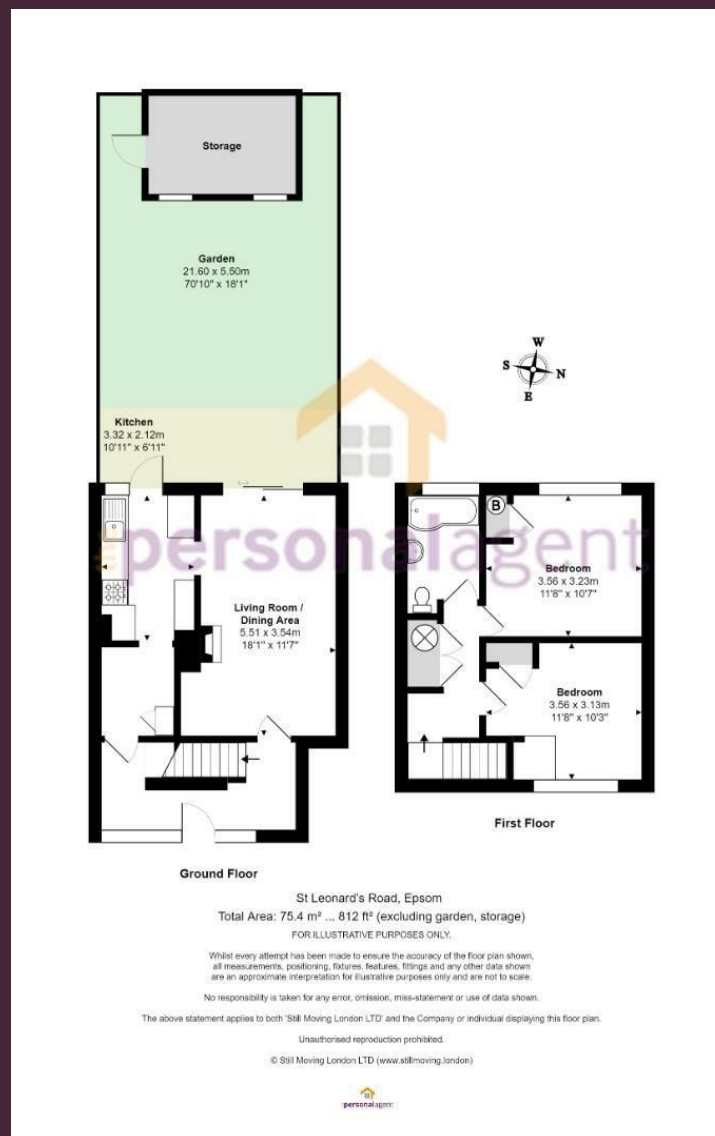 Storage
Garden
21.60 x 5.50m
70'10" x 18'1"
W
S N
E
Kitchen
3.32 x 2.12m
10'11" x 6'11"
personalagent
B
Bedroom
3.56 x 3.23m
11'8" x 10'7"
Living Room /
Dining Area
5.51 x 3.54m
18'1" x 11'7"
Bedroom
3.56 x 3.13m
11'8" x 10'3"
First Floor
Ground Floor
St Leonard's Road, Epsom
Total Area: 75.4 m² ... 812 ft² (excluding garden, storage)
FOR ILLUSTRATIVE PURPOSES ONLY.
Whilst every attempt has been made to ensure the accuracy of the floor plan shown,
all measurements, positioning, fixtures, features, fittings and any other data shown
are an approximate interpretation for illustrative purposes only and are not to scale.
No responsibility is taken for any error, omission, miss-statement or use of data shown.
The above statement applies to both 'Still Moving London LTD' and the Company or individual displaying this floor plan.
Unauthorised reproduction prohibited.
© Still Moving London LTD (www.stillmoving.london)
personalagent